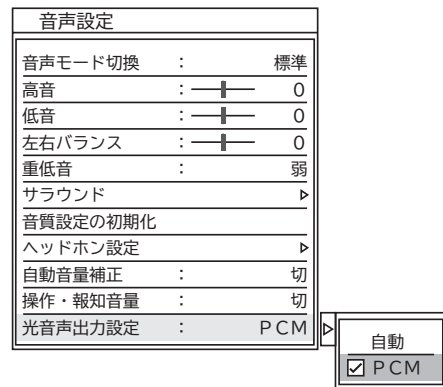 音声設定
音声モード切換 : 標準
高音 : 0
低音 : 0
左右バランス : 0
重低音 : 弱
サラウンド
音質設定の初期化
ヘッドホン設定
自動音量補正 : 切
操作・報知音量 : 切
光音声出力設定 : ＰＣＭ
自動
ＰＣＭ